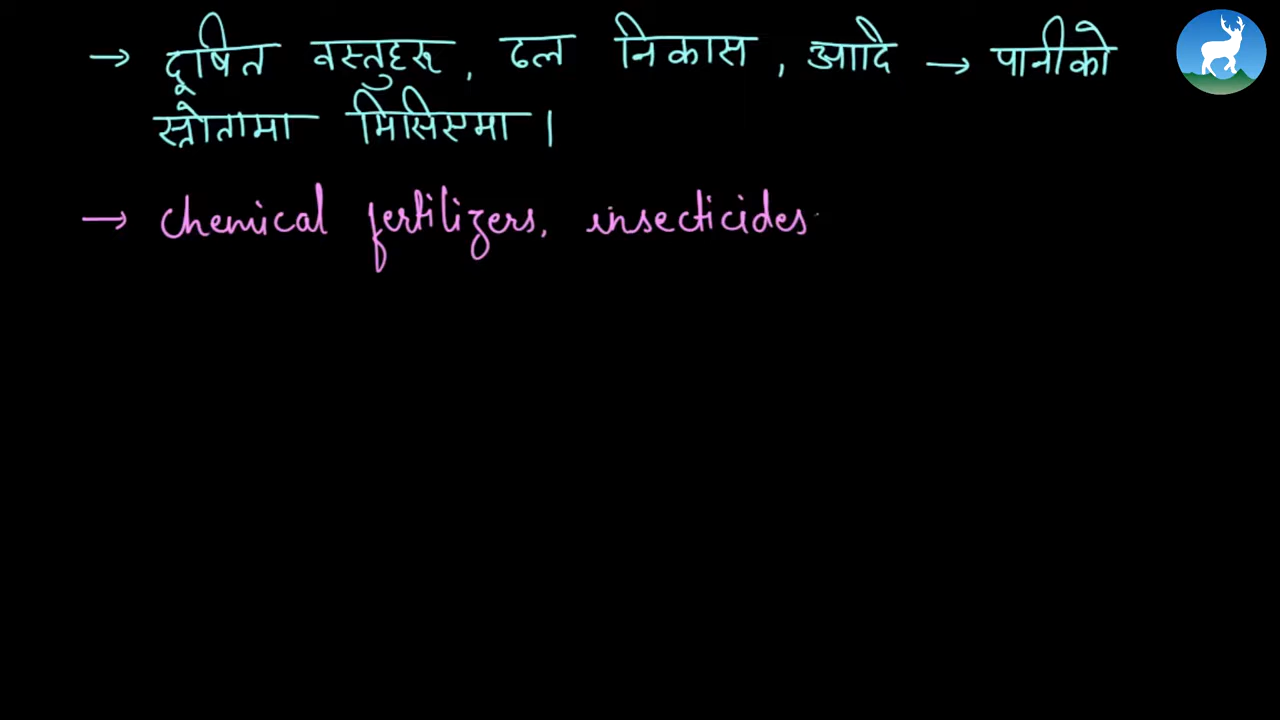 → दूषित वस्तुहरू, ढल निकास, आदि → पानीको
स्रोतमा मिसिएमा ।
→ chemical fertilizers, insecticides